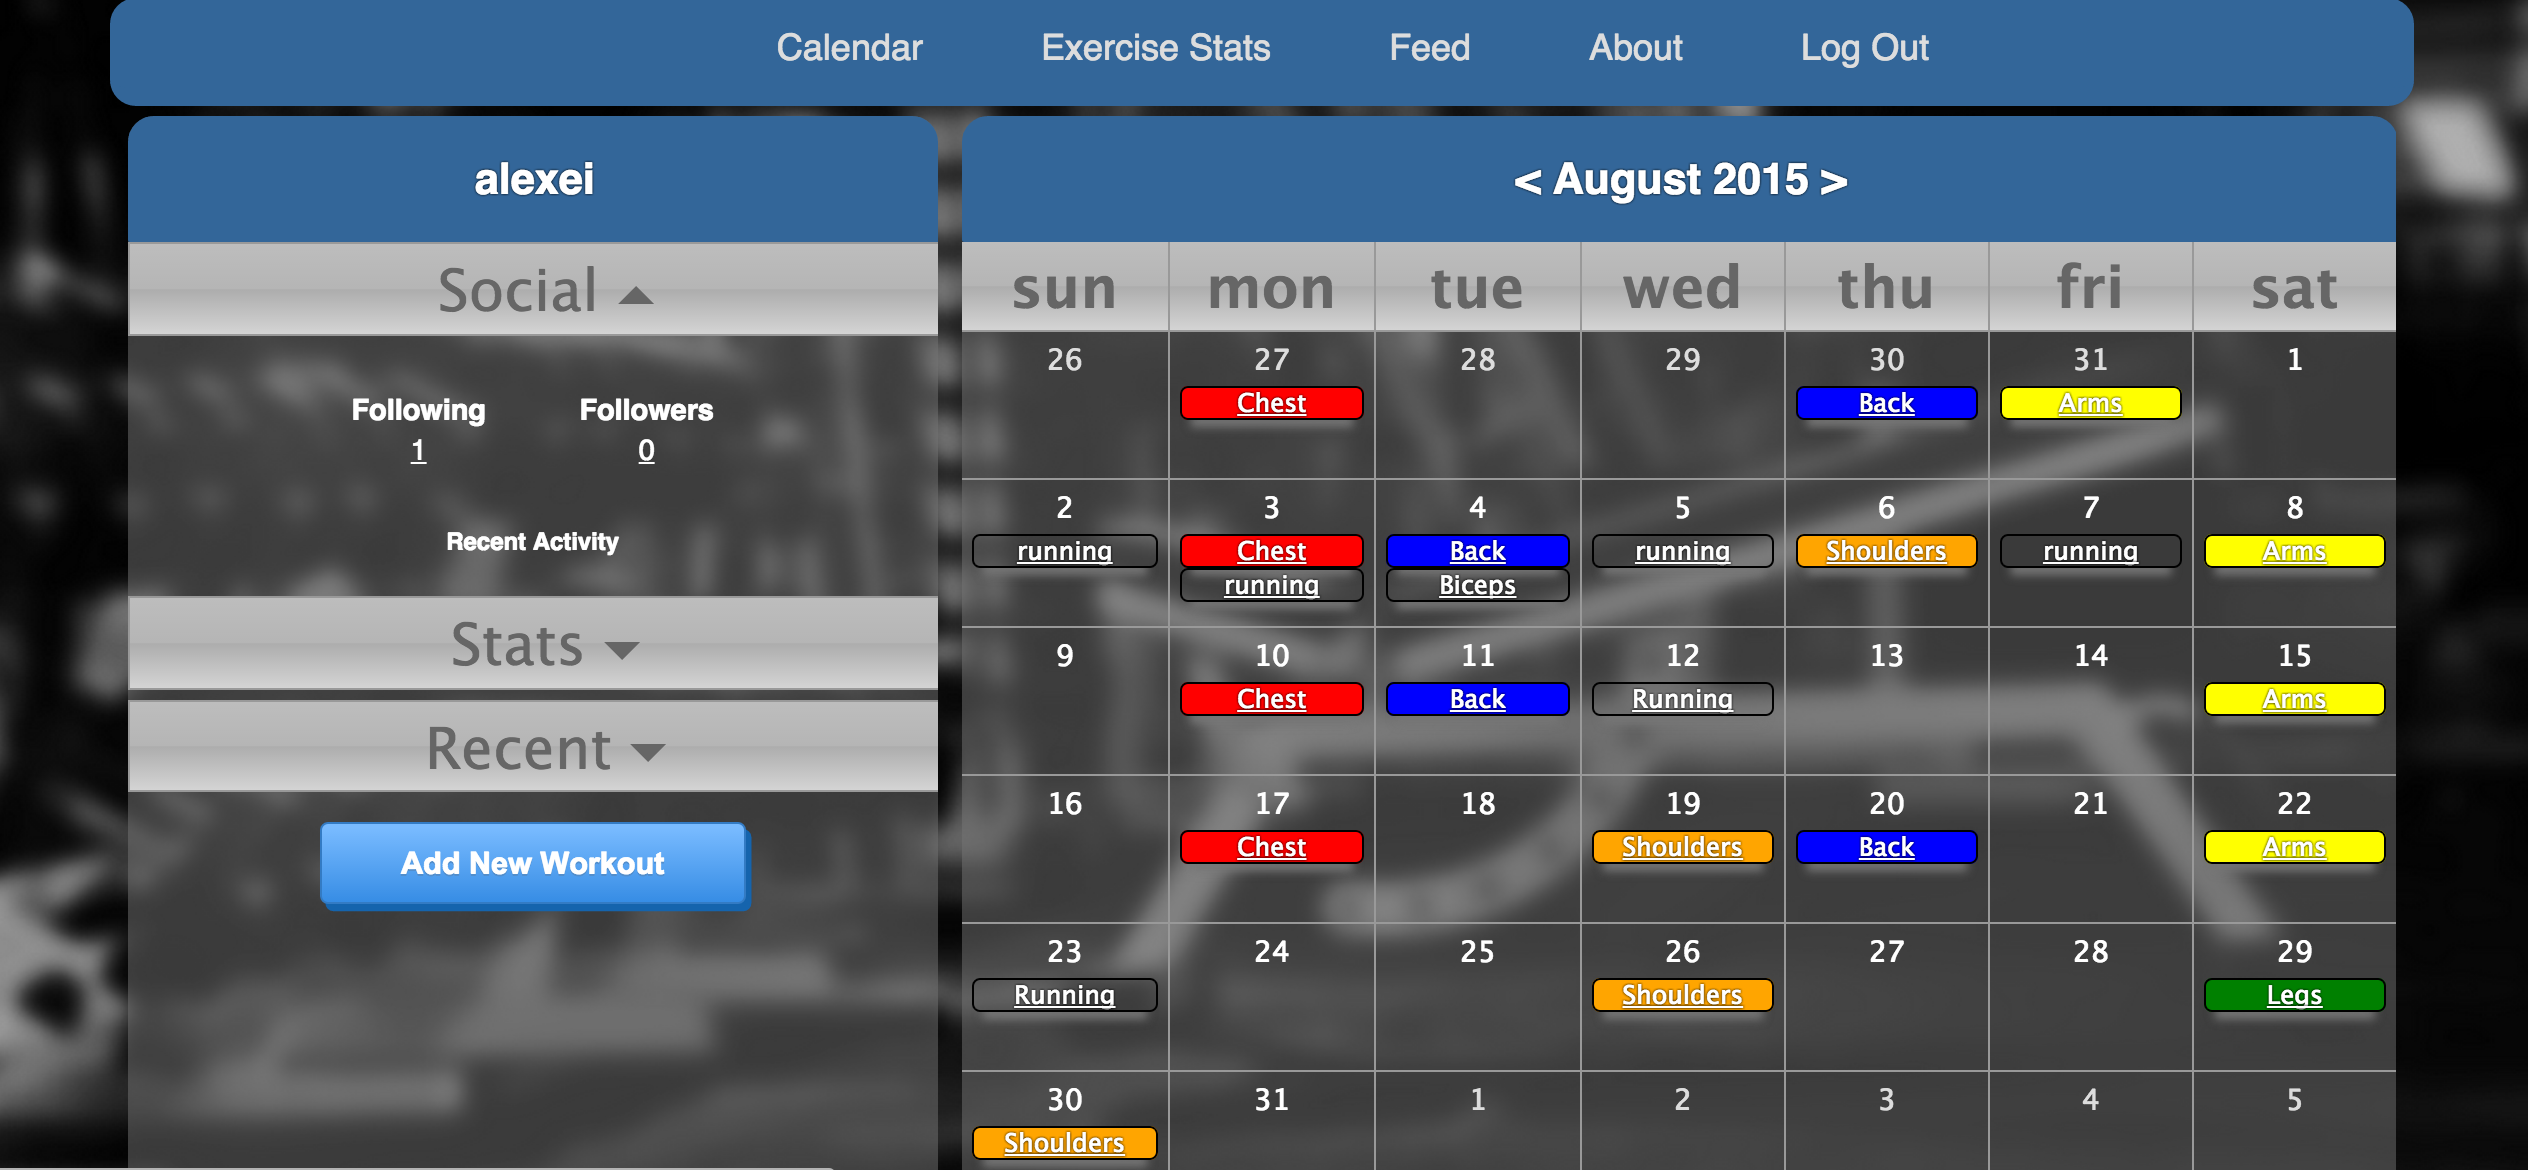 Calendar Exercise Stats Feed About Log Out
alexei
Social
Following Followers
1 0
Recent Activity
Stats
Recent
Add New Workout
< August 2015 >
sun mon tue wed thu fri sat
26 27 28 29 30 31 1
Chest Back Arms
2 3 4 5 6 7 8
running Chest Back running Shoulders running Arms
running Biceps
9 10 11 12 13 14 15
Chest Back Running Arms
16 17 18 19 20 21 22
Chest Shoulders Back Arms
23 24 25 26 27 28 29
Running Shoulders Legs
30 31 1 2 3 4 5
Shoulders